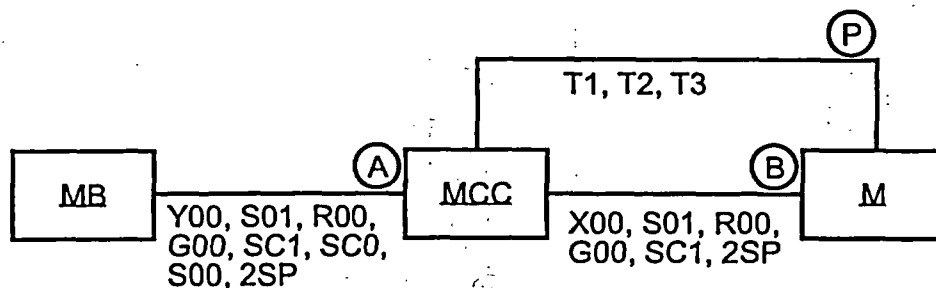 P
T1, T2, T3
A
B
MB
MCC
M
Y00, S01, R00,
G00, SC1, SC0,
S00, 2SP
X00, S01, R00,
G00, SC1, 2SP